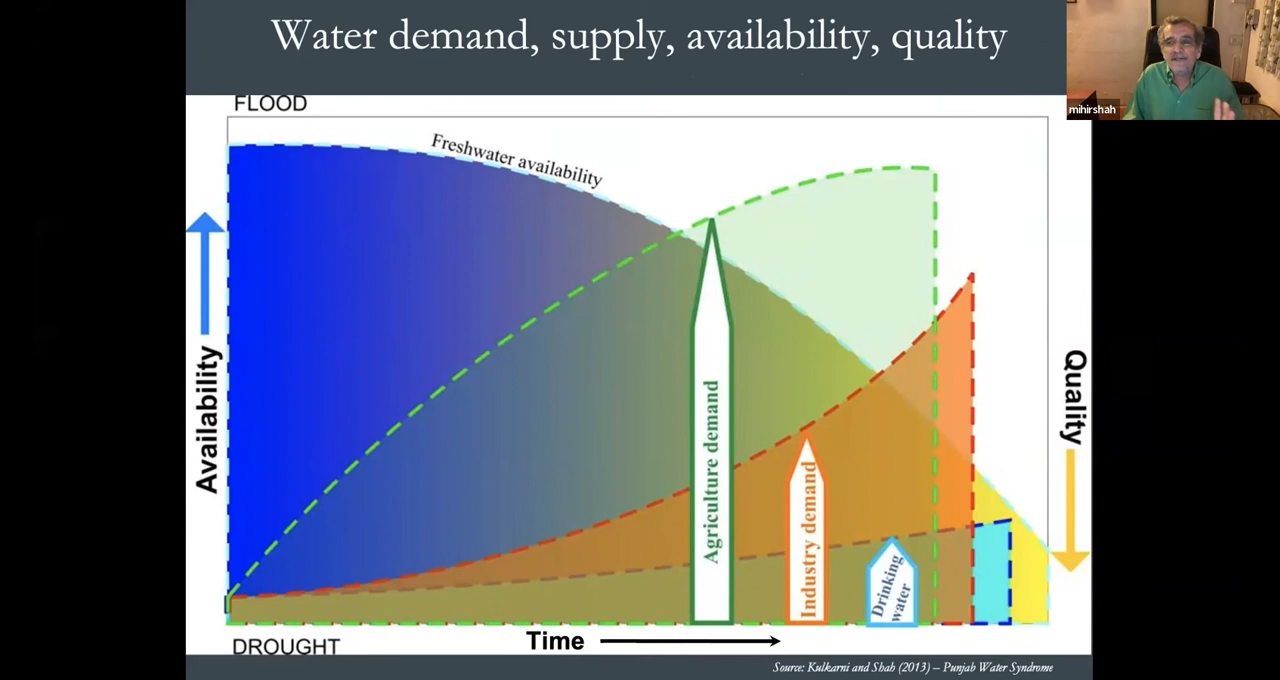 Water demand, supply, availability, quality
mihirshah
FLOOD
Freshwater availability
Availability
Quality
Agriculture demand
Industry demand
Drinking
water
DROUGHT
Time
Source: Kulkarni and Shah (2013) – Punjab Water Syndrome